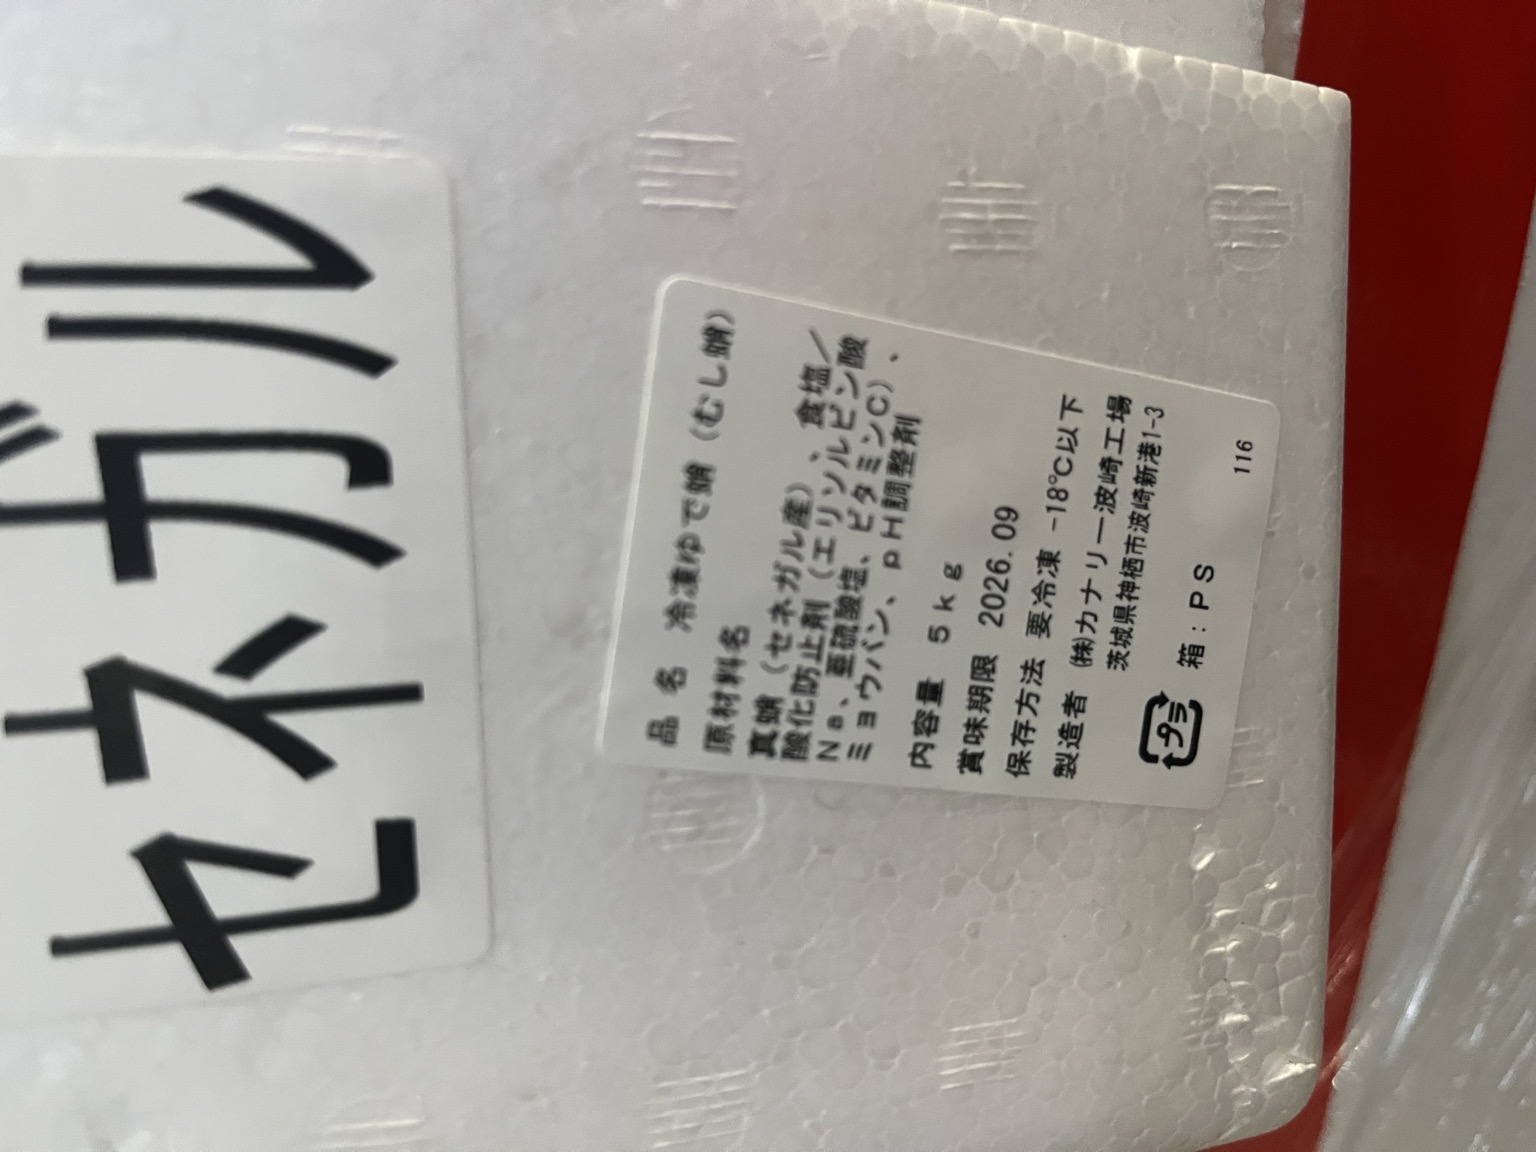 セネガル
品 名 冷凍ゆで蛸（むし蛸）
原材料名
真蛸（セネガル産）、食塩／
酸化防止剤（エリソルビン酸
Na、亜硫酸塩、ビタミンC）、
ミョウバン、pH調整剤
内容量 5kg
賞味期限 2026.09
保存方法 要冷凍 -18℃以下
製造者 ㈱カナリー波崎工場
茨城県神栖市波崎新港1-3
プラ 箱：PS
116